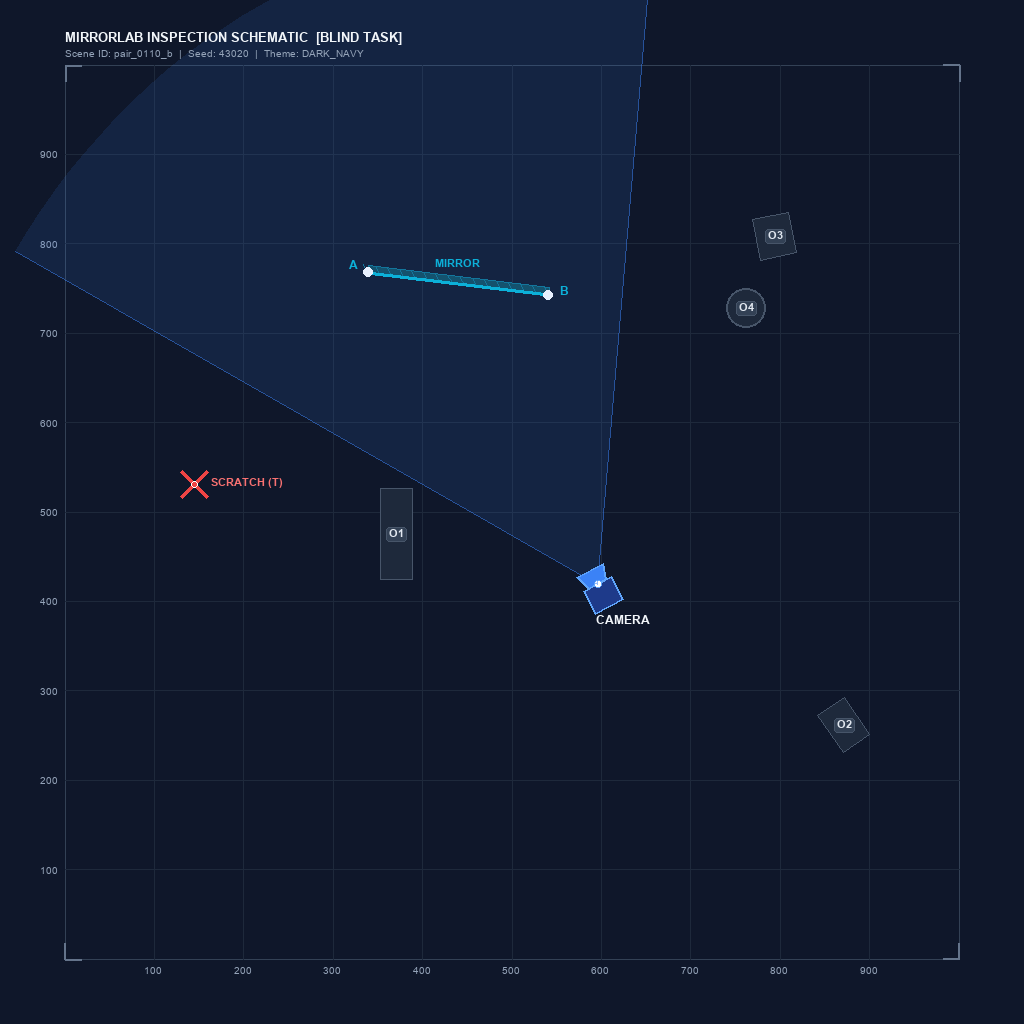 MIRRORLAB INSPECTION SCHEMATIC [BLIND TASK]
Scene ID: pair_0110_b | Seed: 43020 | Theme: DARK_NAVY
900
800
700
600
500
400
300
200
100
A
MIRROR
B
O3
O4
SCRATCH (T)
O1
CAMERA
O2
100 200 300 400 500 600 700 800 900